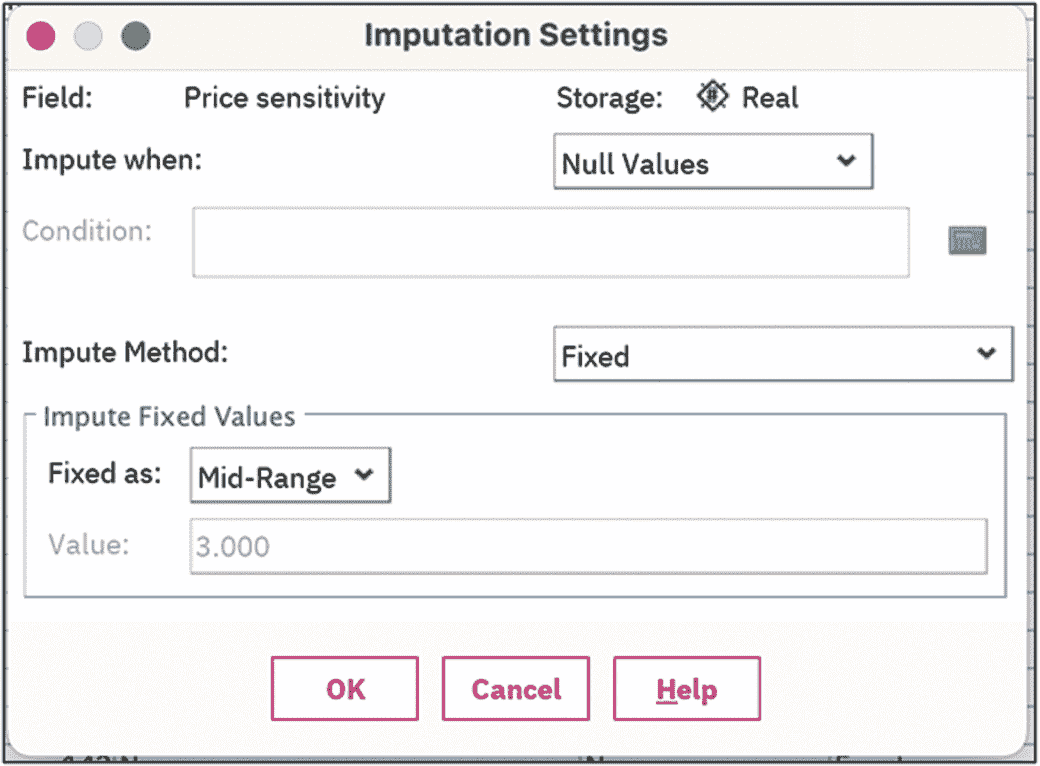 Imputation Settings
Field: Price sensitivity Storage: Real
Impute when: Null Values
Condition:
Impute Method: Fixed
Impute Fixed Values
Fixed as: Mid-Range
Value: 3.000
OK Cancel Help